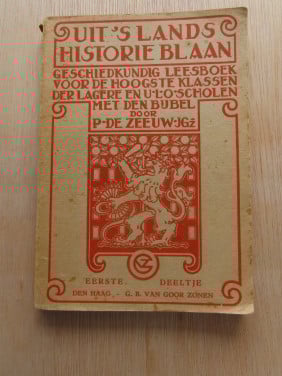 UIT 'S LANDS
HISTORIE BLAAN
GESCHIEDKUNDIG LEESBOEK
VOOR DE HOOGSTE KLASSEN
DER LAGERE EN U·L·O·SCHOLEN
MET DEN BIJBEL
DOOR
P·DE ZEEUW·JGz
EERSTE DEELTJE
DEN HAAG - G. B. VAN GOOR ZONEN